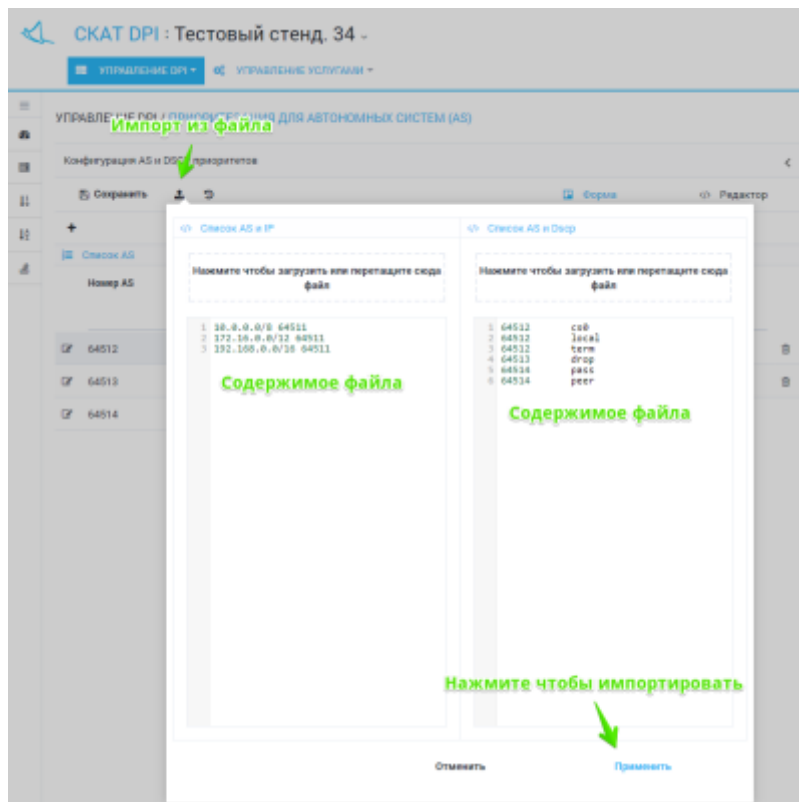 СКАТ DPI : Тестовый стенд. 34
УПРАВЛЕНИЕ DPI
УПРАВЛЕНИЕ УСЛУГАМИ
УПРАВЛЕНИЕ DPI / ПРИОРИТЕЗАЦИЯ ДЛЯ АВТОНОМНЫХ СИСТЕМ (AS)
Импорт из файла
Конфигурация AS и DSCP приоритетов
Сохранить
Форма
Редактор
Список AS
Номер AS
64512
64513
64514
Список AS и IP
Нажмите чтобы загрузить или перетащите сюда
файл
1 10.0.0.0/8 64511
2 172.16.0.0/12 64511
3 192.168.0.0/16 64511
Содержимое файла
Список AS и Dscp
Нажмите чтобы загрузить или перетащите сюда
файл
1 64512 cs0
2 64512 local
3 64512 term
4 64513 drop
5 64514 pass
6 64514 peer
Содержимое файла
Нажмите чтобы импортировать
Отменить
Применить